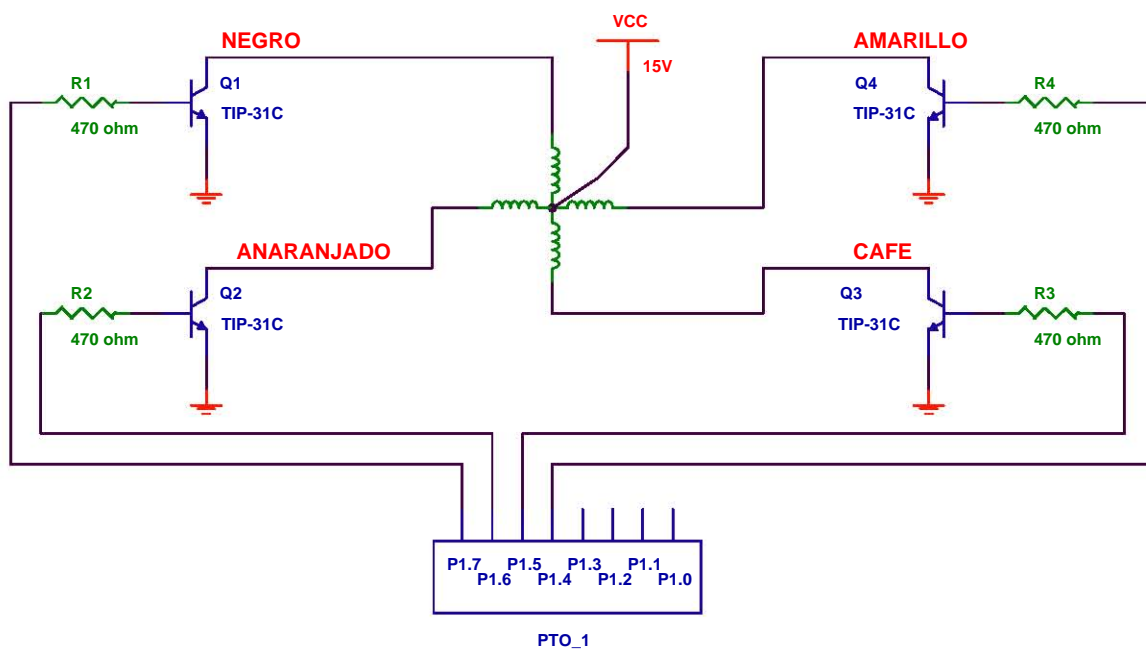 VCC
15V
NEGRO
R1
470 ohm
Q1
TIP-31C
AMARILLO
Q4
TIP-31C
R4
470 ohm
ANARANJADO
R2
470 ohm
Q2
TIP-31C
CAFE
Q3
TIP-31C
R3
470 ohm
P1.7
P1.6
P1.5
P1.4
P1.3
P1.2
P1.1
P1.0
PTO_1